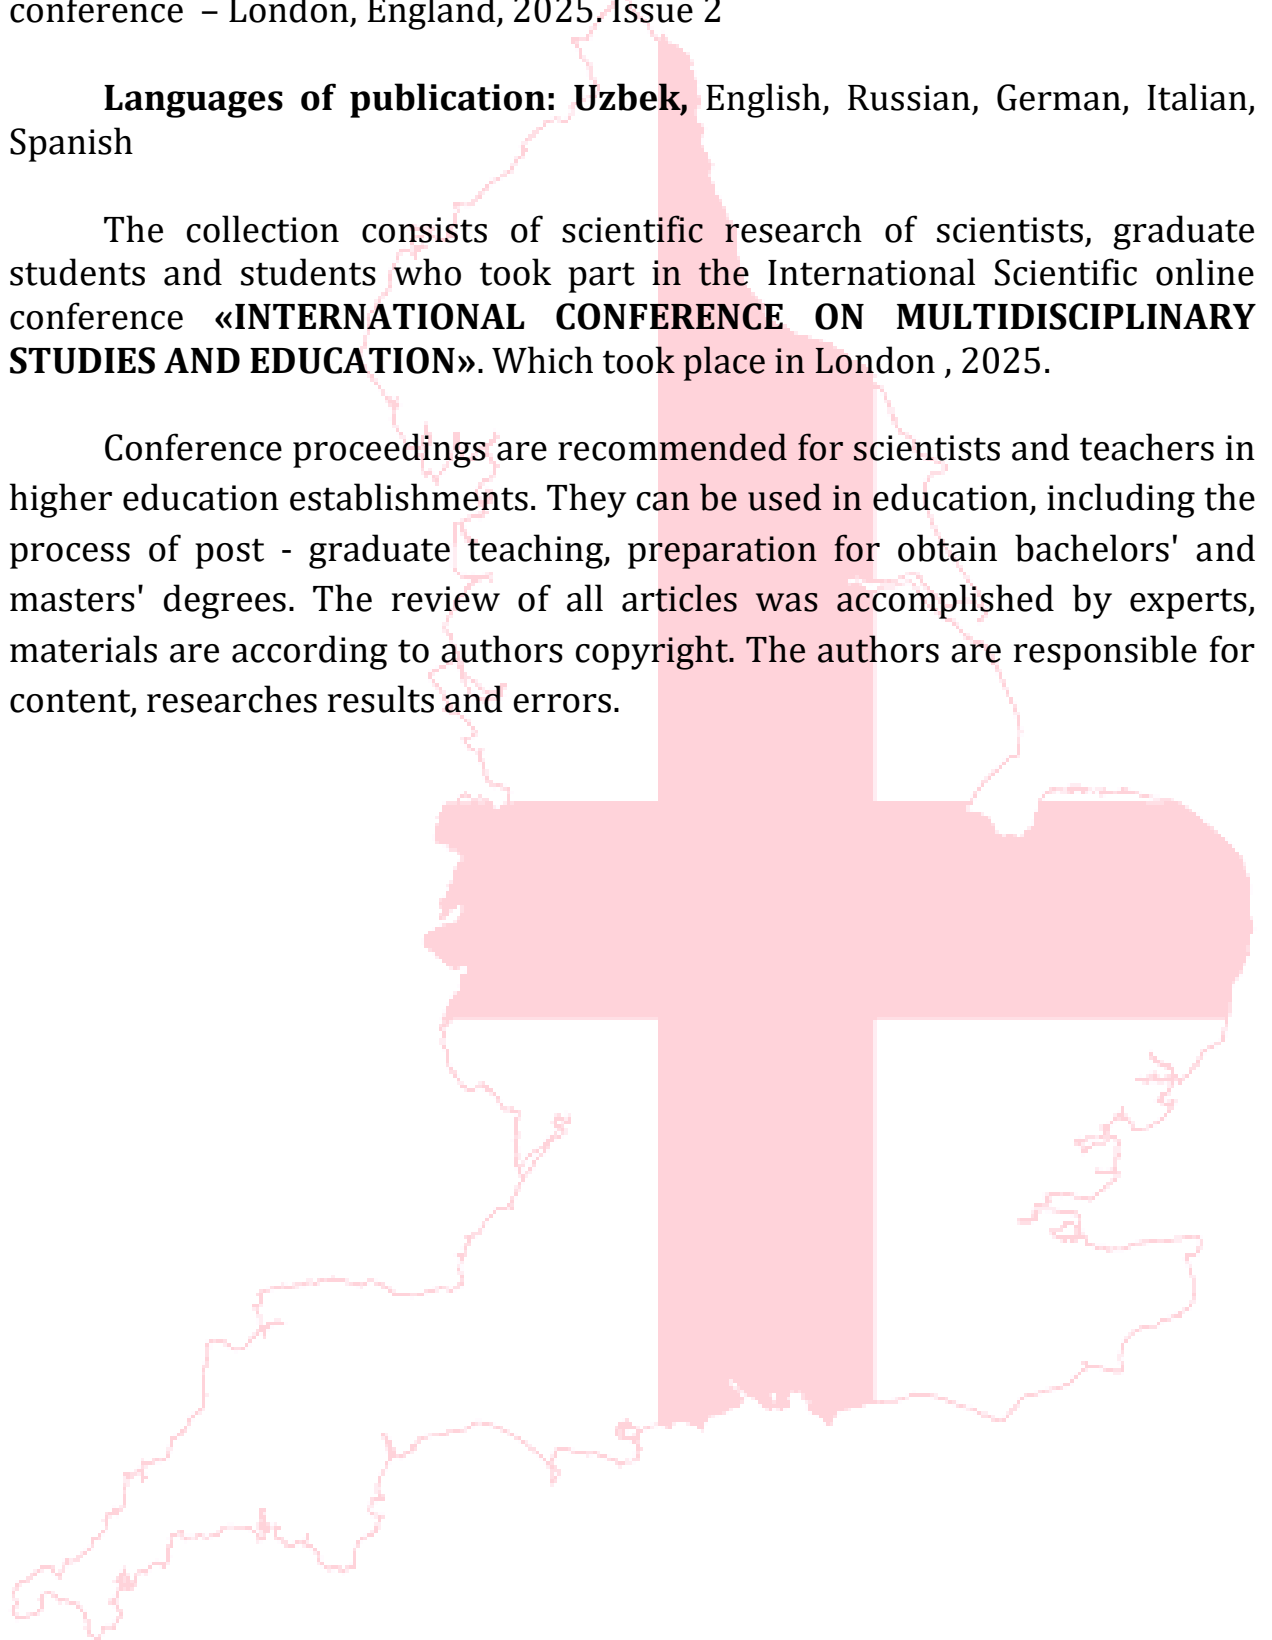 conference – London, England, 2025. Issue 2
Languages of publication: Uzbek, English, Russian, German, Italian,
Spanish
The collection consists of scientific research of scientists, graduate
students and students who took part in the International Scientific online
conference «INTERNATIONAL CONFERENCE ON MULTIDISCIPLINARY
STUDIES AND EDUCATION». Which took place in London , 2025.
Conference proceedings are recommended for scientists and teachers in
higher education establishments. They can be used in education, including the
process of post - graduate teaching, preparation for obtain bachelors' and
masters' degrees. The review of all articles was accomplished by experts,
materials are according to authors copyright. The authors are responsible for
content, researches results and errors.